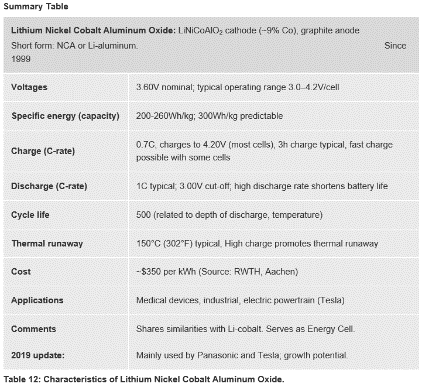 Summary Table
Lithium Nickel Cobalt Aluminum Oxide: LiNiCoAlO₂ cathode (~9% Co), graphite anode
Short form: NCA or Li-aluminum. Since
1999
Voltages 3.60V nominal; typical operating range 3.0–4.2V/cell
Specific energy (capacity) 200-260Wh/kg; 300Wh/kg predictable
Charge (C-rate) 0.7C, charges to 4.20V (most cells), 3h charge typical, fast charge
possible with some cells
Discharge (C-rate) 1C typical; 3.00V cut-off; high discharge rate shortens battery life
Cycle life 500 (related to depth of discharge, temperature)
Thermal runaway 150°C (302°F) typical, High charge promotes thermal runaway
Cost ~$350 per kWh (Source: RWTH, Aachen)
Applications Medical devices, industrial, electric powertrain (Tesla)
Comments Shares similarities with Li-cobalt. Serves as Energy Cell.
2019 update: Mainly used by Panasonic and Tesla; growth potential.
Table 12: Characteristics of Lithium Nickel Cobalt Aluminum Oxide.